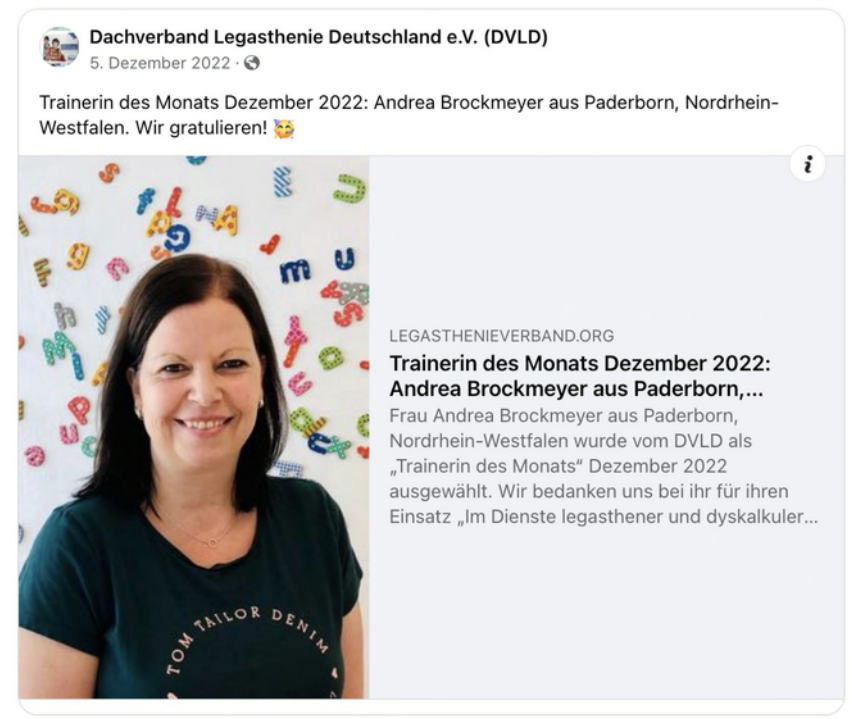 Dachverband Legasthenie Deutschland e.V. (DVLD)
5. Dezember 2022 ·
Trainerin des Monats Dezember 2022: Andrea Brockmeyer aus Paderborn, Nordrhein-
Westfalen. Wir gratulieren! 🥳
i
LEGASTHENIEVERBAND.ORG
Trainerin des Monats Dezember 2022:
Andrea Brockmeyer aus Paderborn,...
Frau Andrea Brockmeyer aus Paderborn,
Nordrhein-Westfalen wurde vom DVLD als
„Trainerin des Monats“ Dezember 2022
ausgewählt. Wir bedanken uns bei ihr für ihren
Einsatz „Im Dienste legasthener und dyskalkuler...
TOM TAILOR DENIM